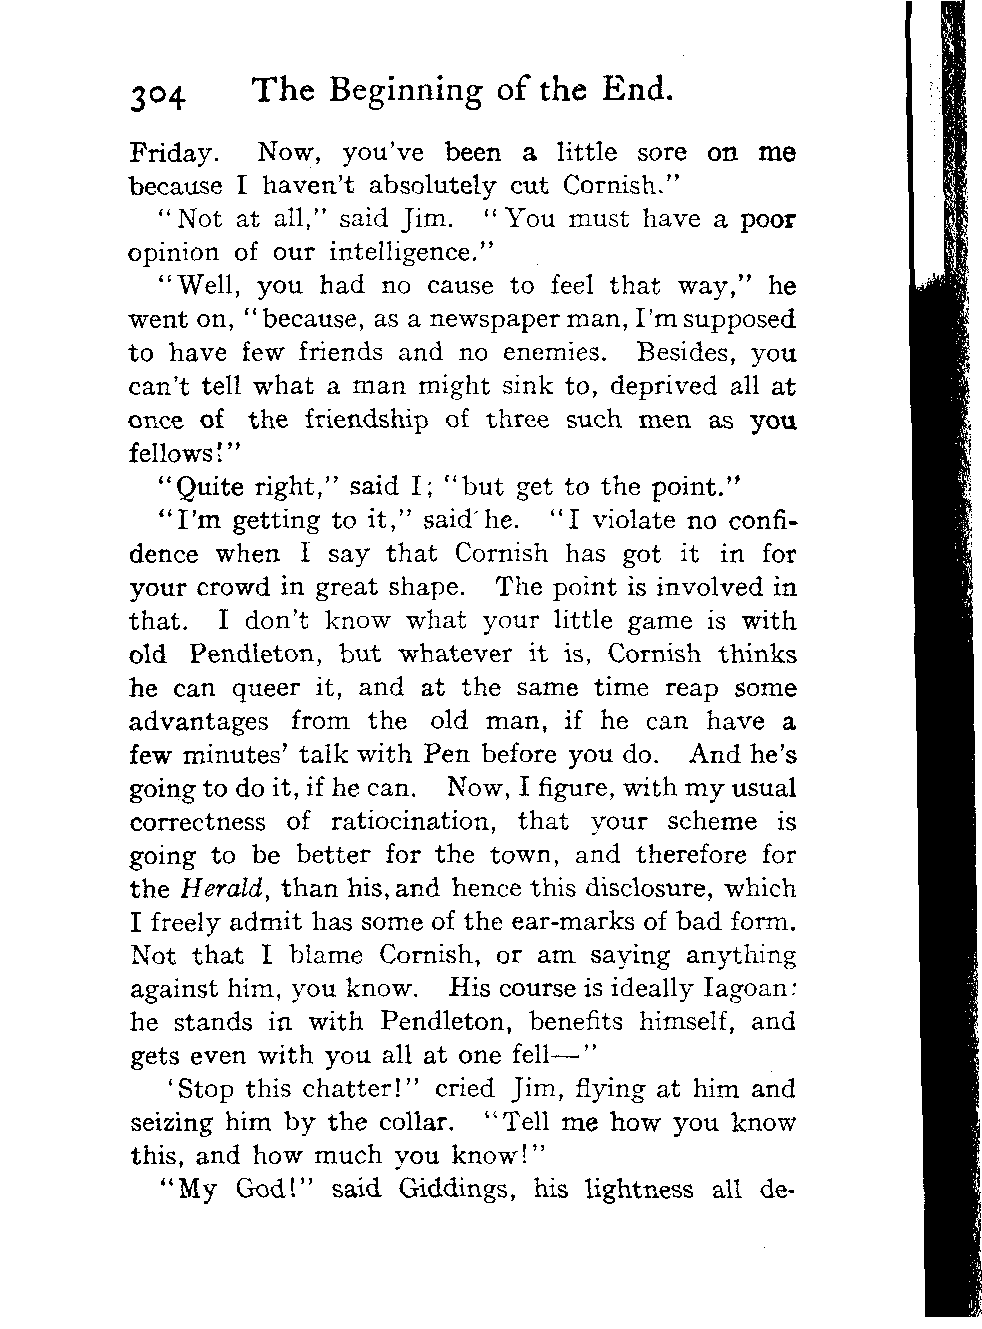 304 The Beginning of the End.
Friday. Now, you've been a little sore on me
because I haven't absolutely cut Cornish."
"Not at all," said Jim. "You must have a poor
opinion of our intelligence."
"Well, you had no cause to feel that way," he
went on, "because, as a newspaper man, I'm supposed
to have few friends and no enemies. Besides, you
can't tell what a man might sink to, deprived all at
once of the friendship of three such men as you
fellows!"
"Quite right," said I; "but get to the point."
"I'm getting to it," said he. "I violate no confi-
dence when I say that Cornish has got it in for
your crowd in great shape. The point is involved in
that. I don't know what your little game is with
old Pendleton, but whatever it is, Cornish thinks
he can queer it, and at the same time reap some
advantages from the old man, if he can have a
few minutes' talk with Pen before you do. And he's
going to do it, if he can. Now, I figure, with my usual
correctness of ratiocination, that your scheme is
going to be better for the town, and therefore for
the Herald, than his, and hence this disclosure, which
I freely admit has some of the ear-marks of bad form.
Not that I blame Cornish, or am saying anything
against him, you know. His course is ideally Iagoan:
he stands in with Pendleton, benefits himself, and
gets even with you all at one fell—"
'Stop this chatter!" cried Jim, flying at him and
seizing him by the collar. "Tell me how you know
this, and how much you know!"
"My God!" said Giddings, his lightness all de-